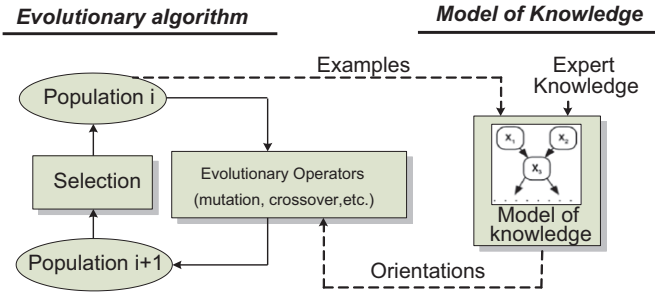 Evolutionary algorithm
Model of Knowledge
Examples
Expert
Knowledge
Population i
Selection
Evolutionary Operators
(mutation, crossover,etc.)
Population i+1
X1
X2
X3
Model of
knowledge
Orientations